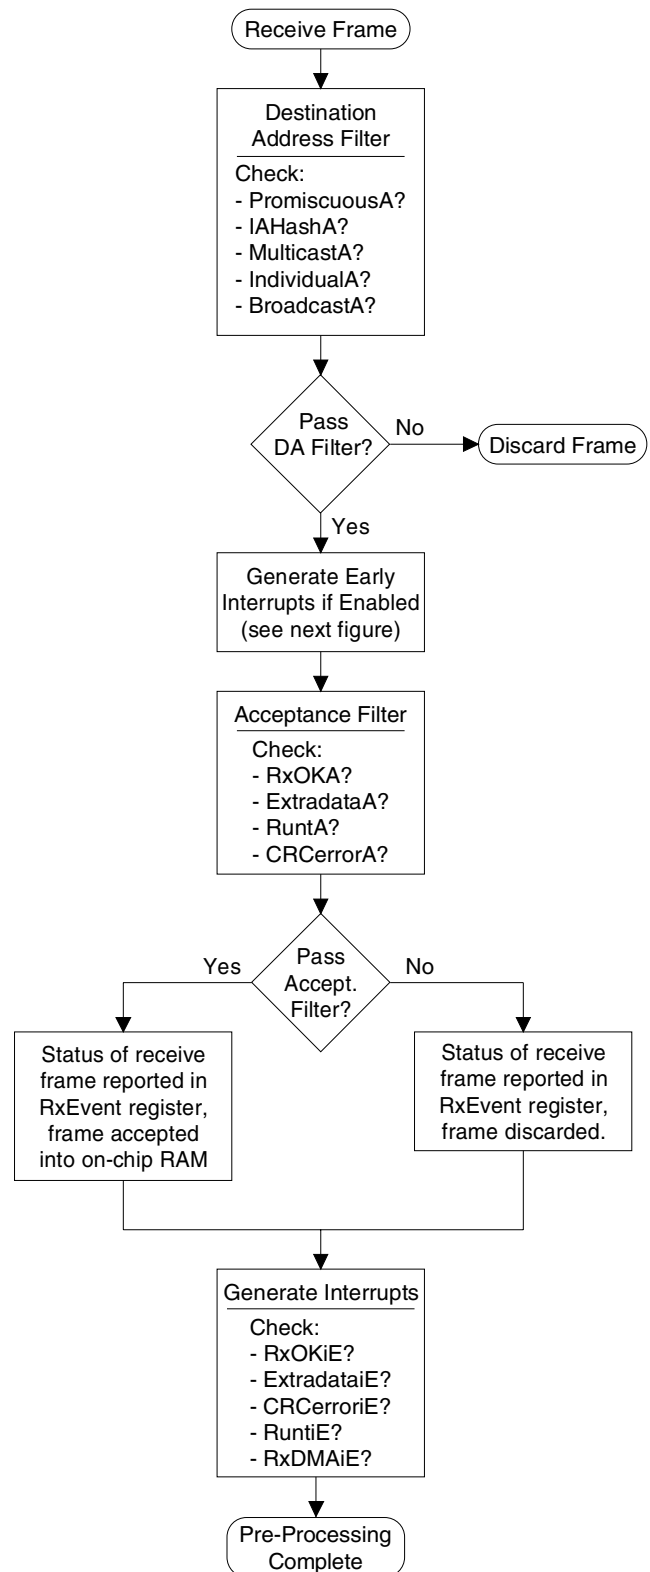 Receive Frame
Destination
Address Filter
Check:
- PromiscuousA?
- IAHashA?
- MulticastA?
- IndividualA?
- BroadcastA?
Pass
DA Filter?
No
Discard Frame
Yes
Generate Early
Interrupts if Enabled
(see next figure)
Acceptance Filter
Check:
- RxOKA?
- ExtradataA?
- RuntA?
- CRCerrorA?
Pass
Accept.
Filter?
Yes
No
Status of receive
frame reported in
RxEvent register,
frame accepted
into on-chip RAM
Status of receive
frame reported in
RxEvent register,
frame discarded.
Generate Interrupts
Check:
- RxOKiE?
- ExtradataiE?
- CRCerroriE?
- RuntiE?
- RxDMAiE?
Pre-Processing
Complete